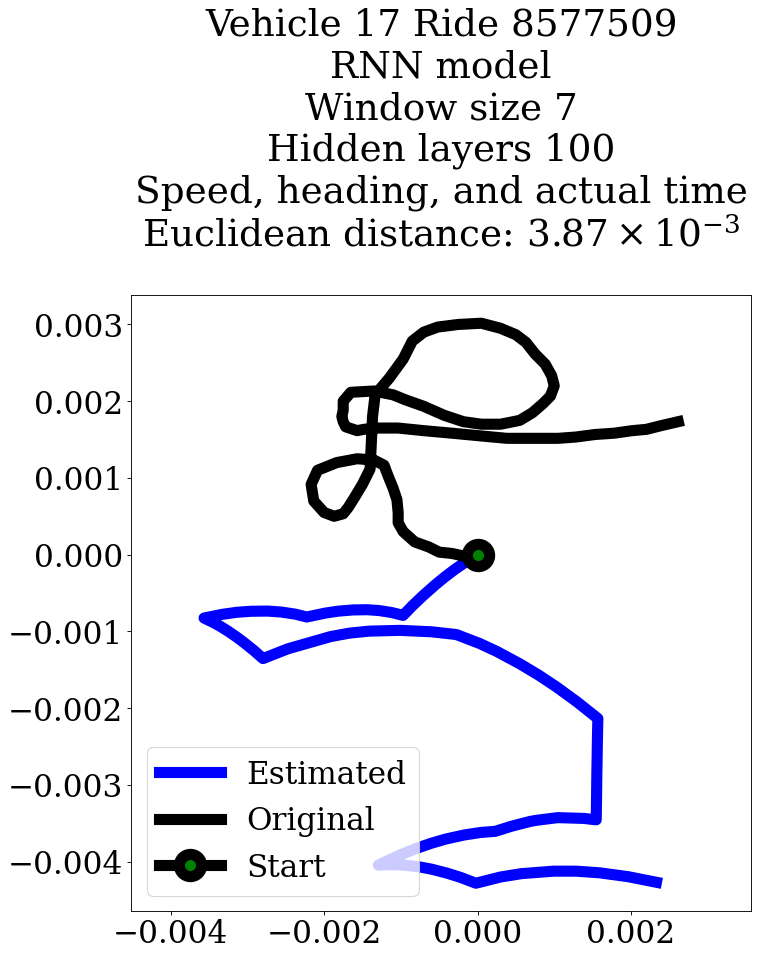 Vehicle 17 Ride 8577509
RNN model
Window size 7
Hidden layers 100
Speed, heading, and actual time
Euclidean distance: 3.87 × 10⁻³
0.003
0.002
0.001
0.000
−0.001
−0.002
−0.003
−0.004
Estimated
Original
Start
−0.004 −0.002 0.000 0.002